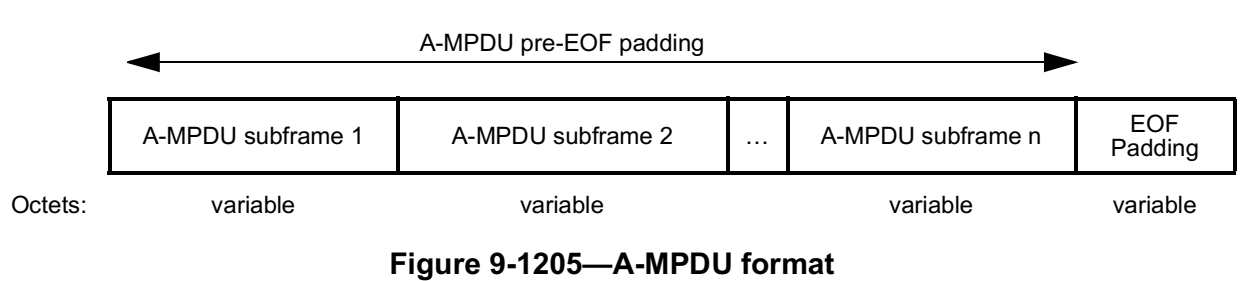 A-MPDU pre-EOF padding
A-MPDU subframe 1 A-MPDU subframe 2 … A-MPDU subframe n EOF Padding
Octets: variable variable variable variable
Figure 9-1205—A-MPDU format